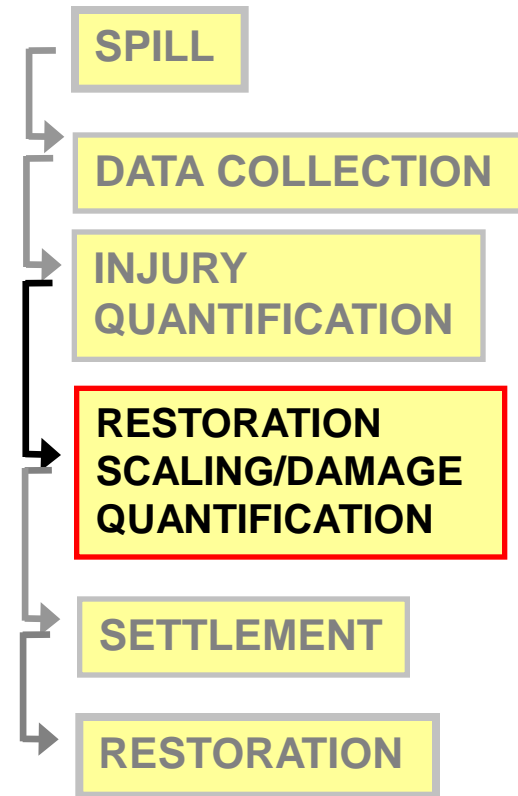 SPILL
DATA COLLECTION
INJURY
QUANTIFICATION
RESTORATION
SCALING/DAMAGE
QUANTIFICATION
SETTLEMENT
RESTORATION